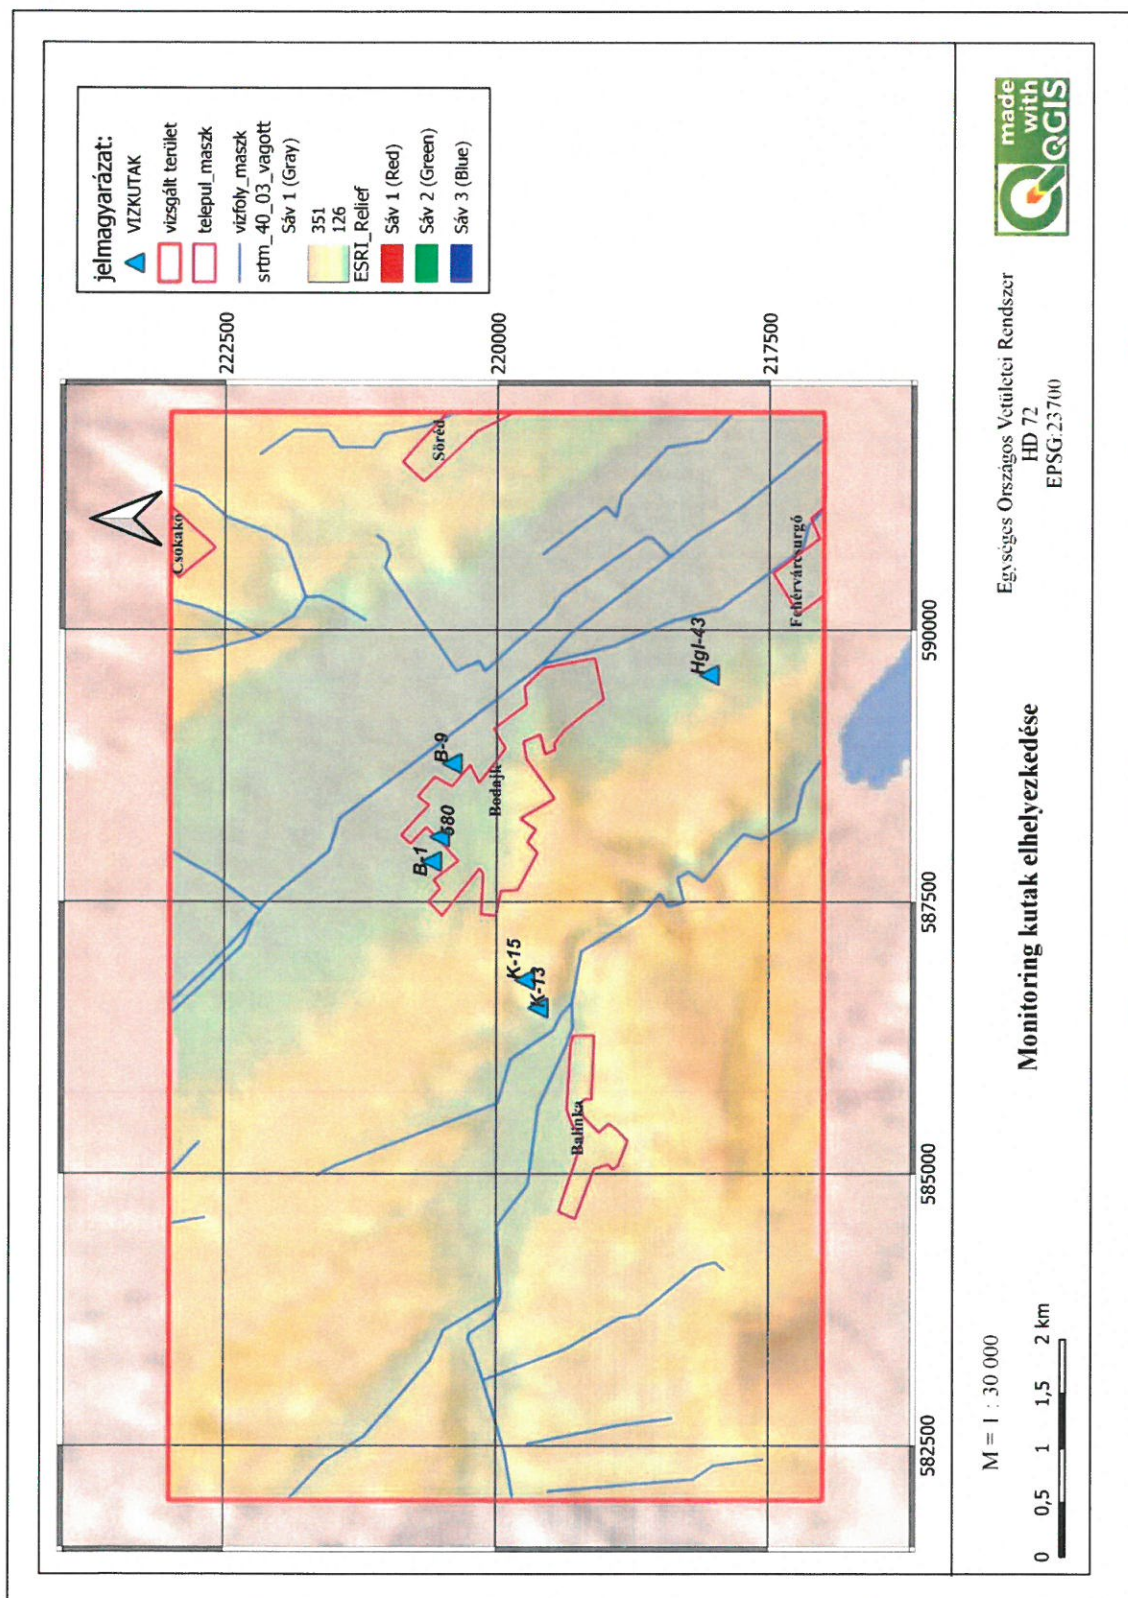 jelmagyarázat:
VIZKUTAK
vizsgált terület
telepul_maszk
vizfoly_maszk
srtm_40_03_vagott
Sáv 1 (Gray)
351
126
ESRI_Relief
Sáv 1 (Red)
Sáv 2 (Green)
Sáv 3 (Blue)
222500
220000
217500
Csókakő
Söréd
B-9
680
B-1
Bodajk
K-15
K-13
Hgl-43
Fehérvárcsurgó
Balinka
582500
585000
587500
590000
M = 1 : 30 000
0 0,5 1 1,5 2 km
Monitoring kutak elhelyezkedése
Egységes Országos Vetületei Rendszer
HD 72
EPSG:23700
made
with
QGIS